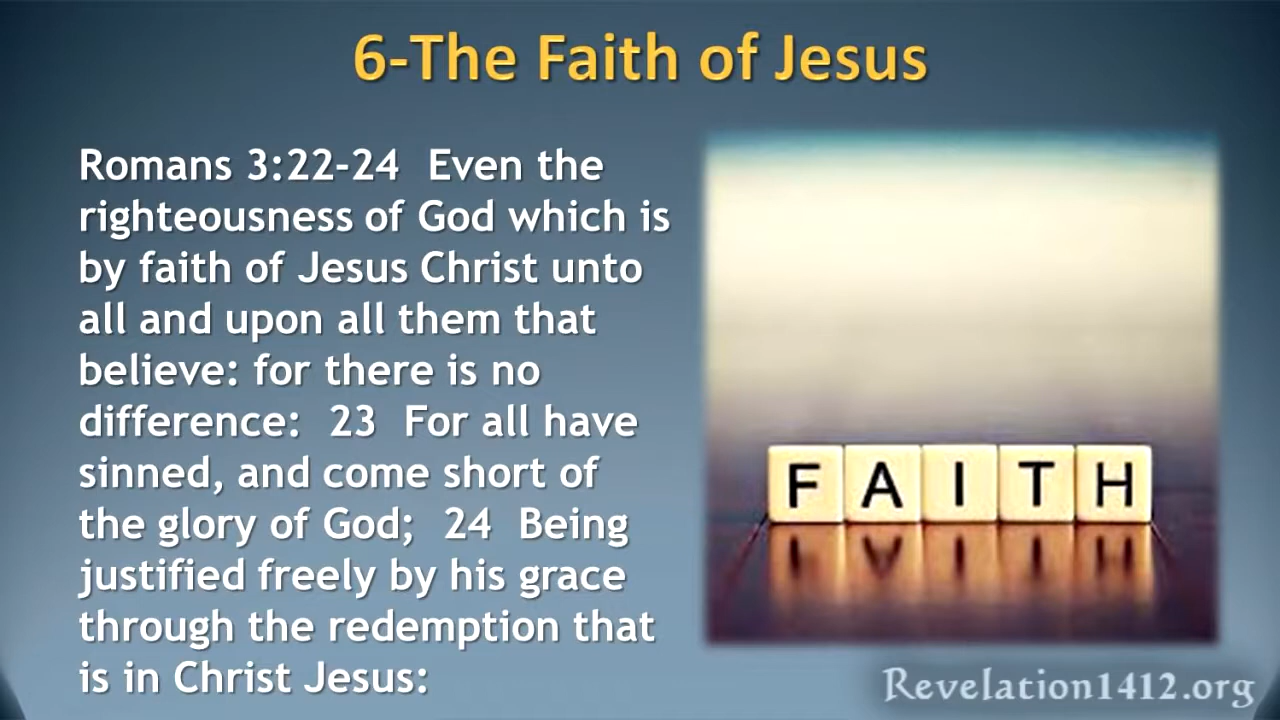 6-The Faith of Jesus
Romans 3:22-24  Even the
righteousness of God which is
by faith of Jesus Christ unto
all and upon all them that
believe: for there is no
difference:  23  For all have
sinned, and come short of
the glory of God;  24  Being
justified freely by his grace
through the redemption that
is in Christ Jesus:
FAITH
Revelation1412.org